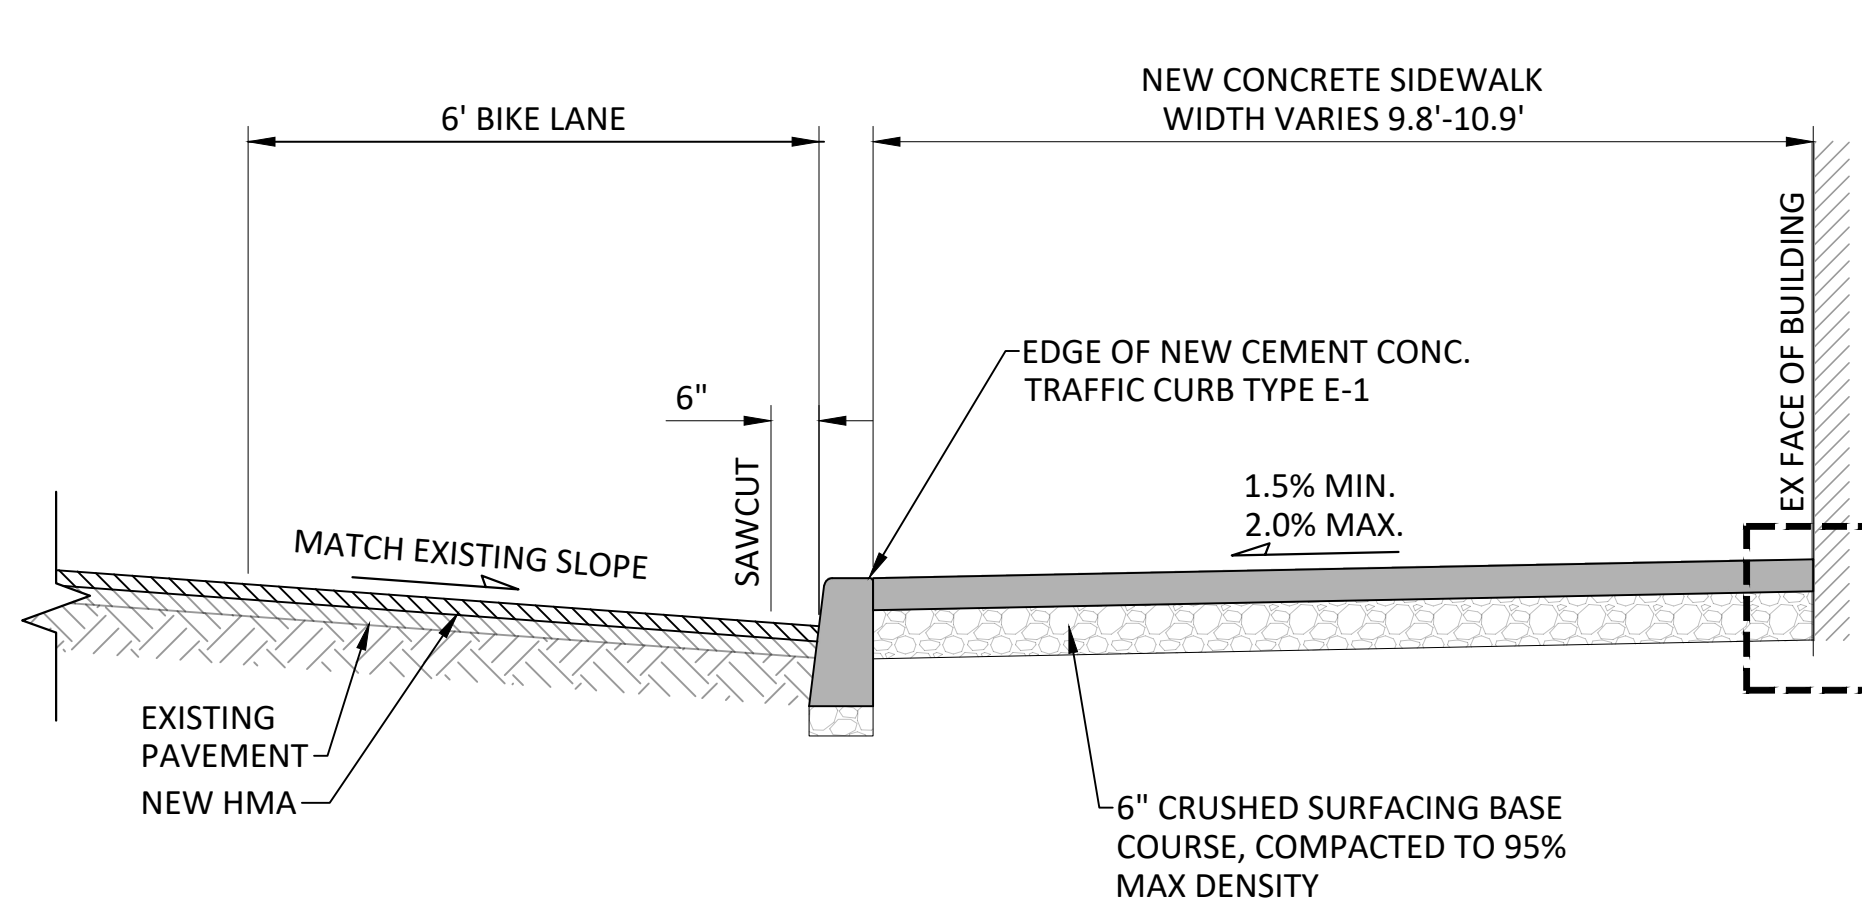 NEW CONCRETE SIDEWALK
WIDTH VARIES 9.8'-10.9'
6' BIKE LANE
EX FACE OF BUILDING
EDGE OF NEW CEMENT CONC.
TRAFFIC CURB TYPE E-1
6"
SAWCUT
1.5% MIN.
2.0% MAX.
MATCH EXISTING SLOPE
EXISTING
PAVEMENT
NEW HMA
6" CRUSHED SURFACING BASE
COURSE, COMPACTED TO 95%
MAX DENSITY